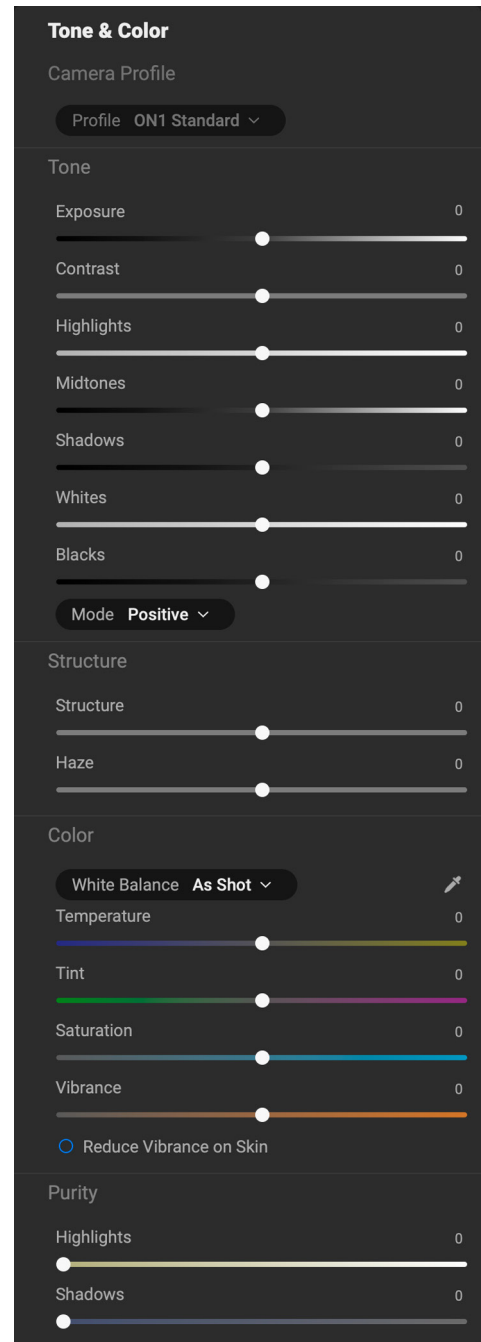 Tone & Color
Camera Profile
Profile ON1 Standard
Tone
Exposure 0
Contrast 0
Highlights 0
Midtones 0
Shadows 0
Whites 0
Blacks 0
Mode Positive
Structure
Structure 0
Haze 0
Color
White Balance As Shot
Temperature 0
Tint 0
Saturation 0
Vibrance 0
Reduce Vibrance on Skin
Purity
Highlights 0
Shadows 0